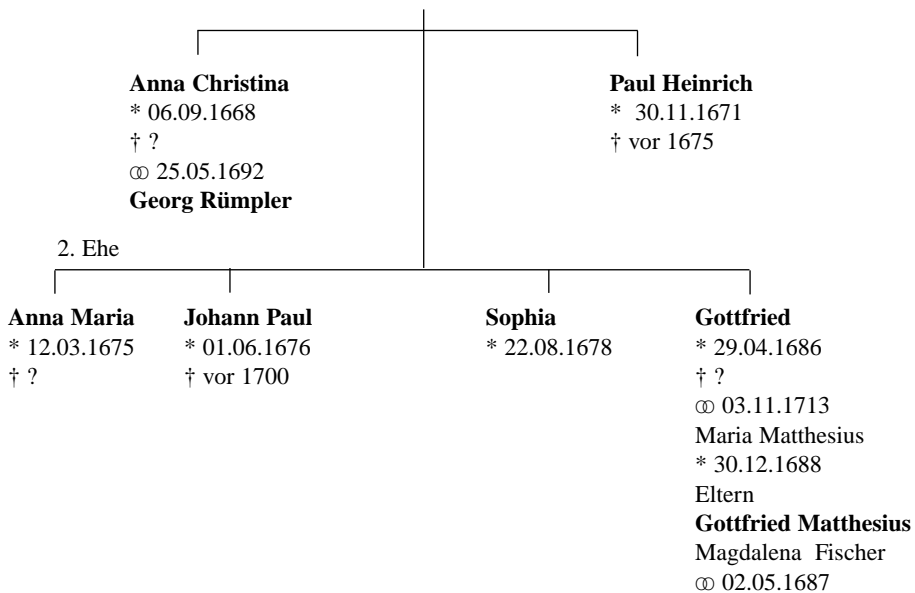 Anna Christina
* 06.09.1668
† ?
⚭ 25.05.1692
Georg Rümpler
Paul Heinrich
* 30.11.1671
† vor 1675
2. Ehe
Anna Maria
* 12.03.1675
† ?
Johann Paul
* 01.06.1676
† vor 1700
Sophia
* 22.08.1678
Gottfried
* 29.04.1686
† ?
⚭ 03.11.1713
Maria Matthesius
* 30.12.1688
Eltern
Gottfried Matthesius
Magdalena Fischer
⚭ 02.05.1687